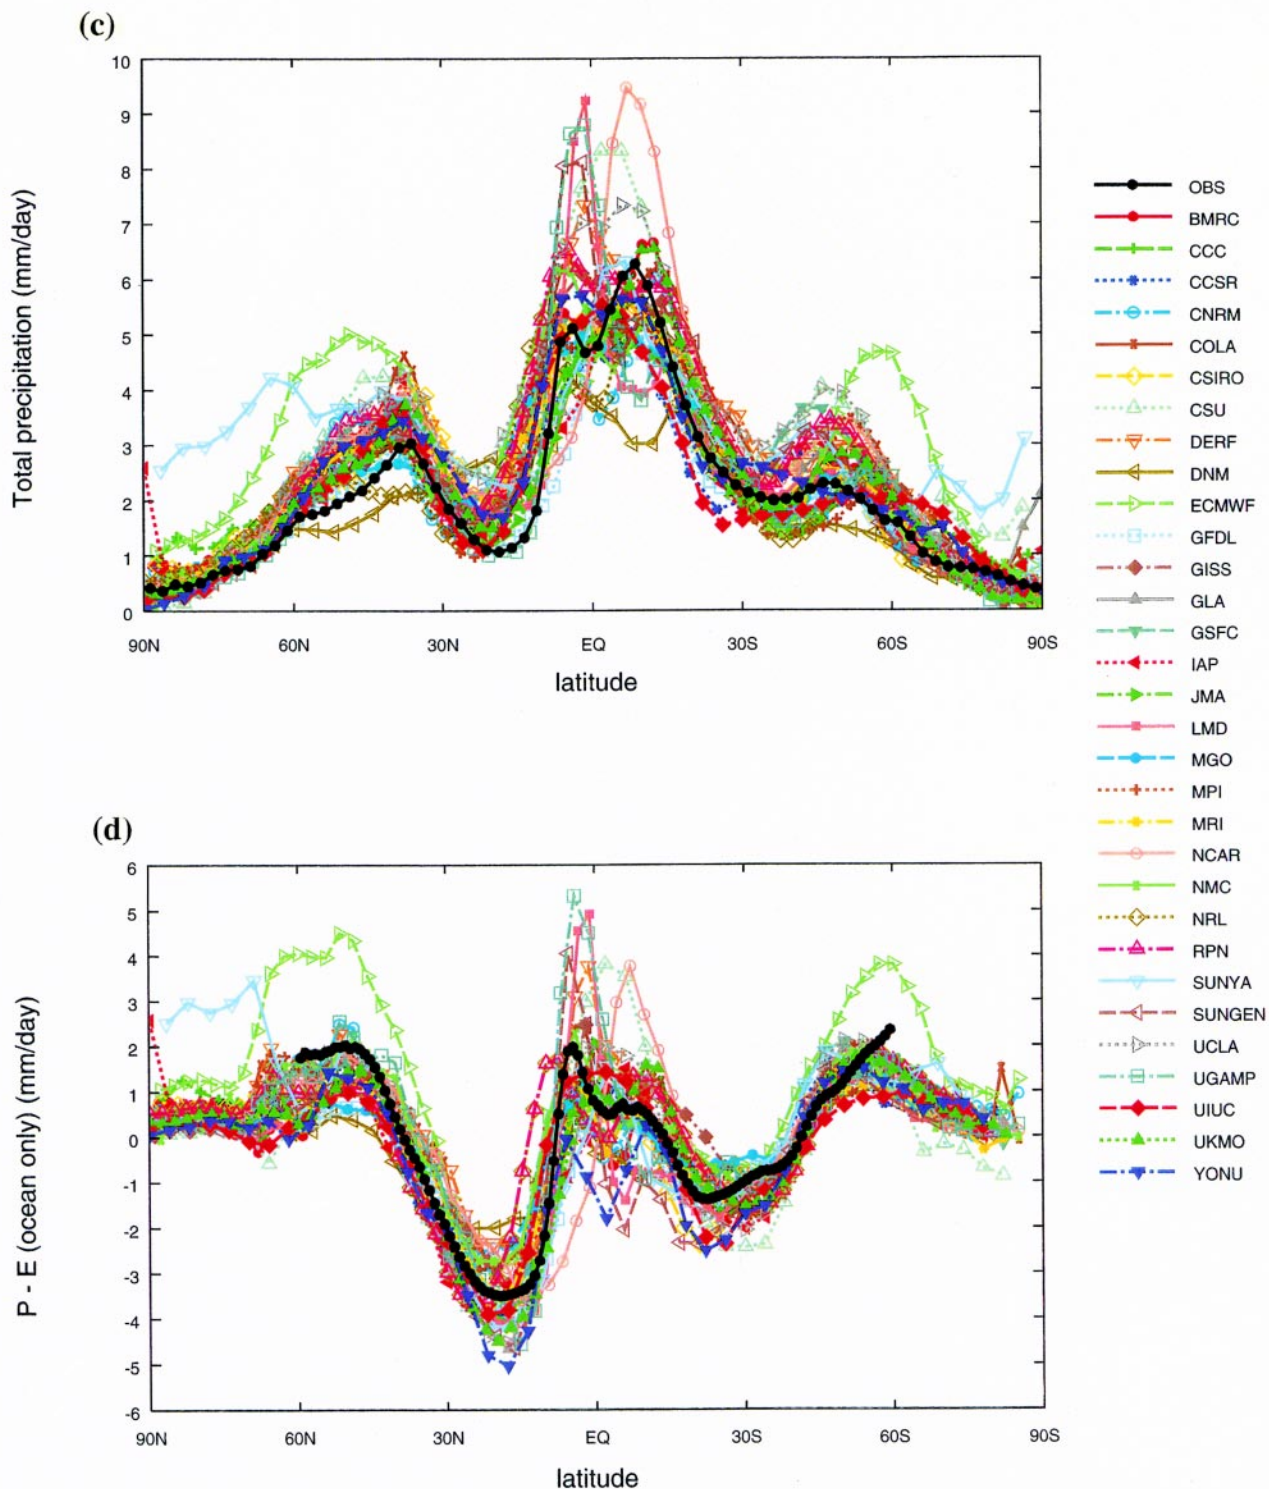 (c)
Total precipitation (mm/day)
10
9
8
7
6
5
4
3
2
1
0
90N 60N 30N EQ 30S 60S 90S
latitude
OBS
BMRC
CCC
CCSR
CNRM
COLA
CSIRO
CSU
DERF
DNM
ECMWF
GFDL
GISS
GLA
GSFC
IAP
JMA
LMD
MGO
MPI
MRI
NCAR
NMC
NRL
RPN
SUNYA
SUNGEN
UCLA
UGAMP
UIUC
UKMO
YONU
(d)
P - E (ocean only) (mm/day)
6
5
4
3
2
1
0
-1
-2
-3
-4
-5
-6
90N 60N 30N EQ 30S 60S 90S
latitude